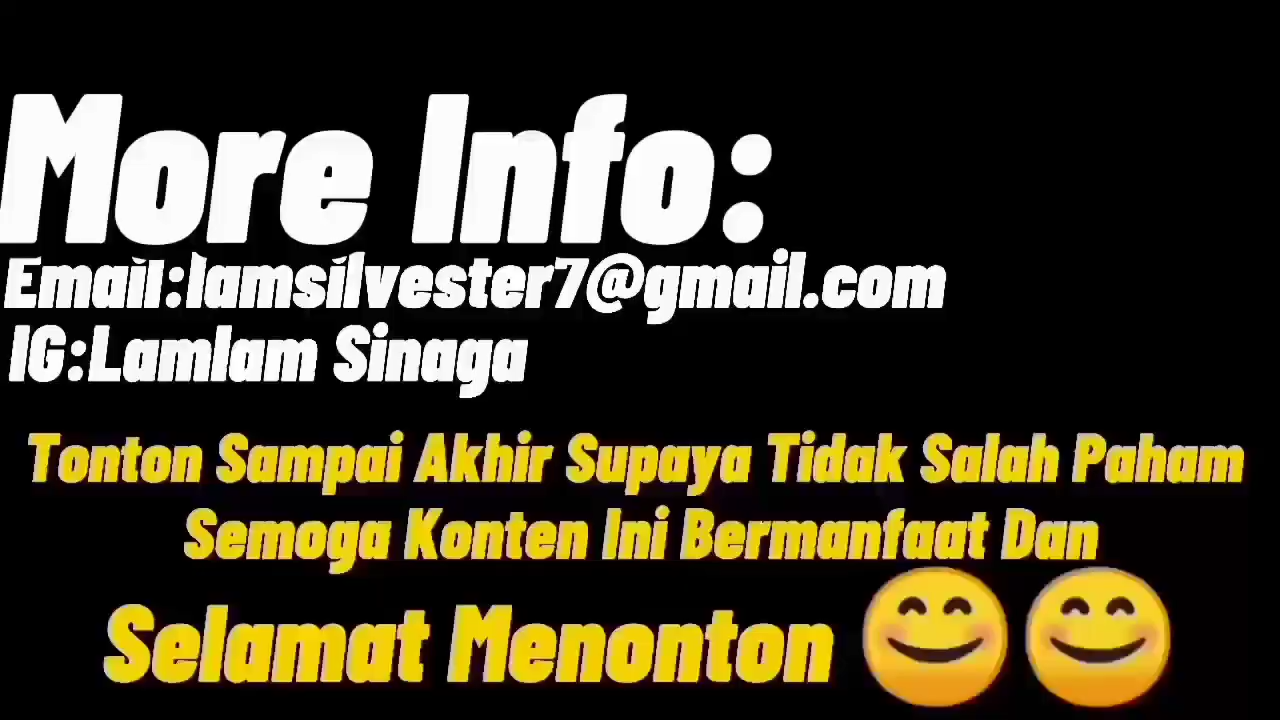 More Info:
Email:lamsilvester7@gmail.com
IG:Lamlam Sinaga
Tonton Sampai Akhir Supaya Tidak Salah Paham
Semoga Konten Ini Bermanfaat Dan
Selamat Menonton 😊😊